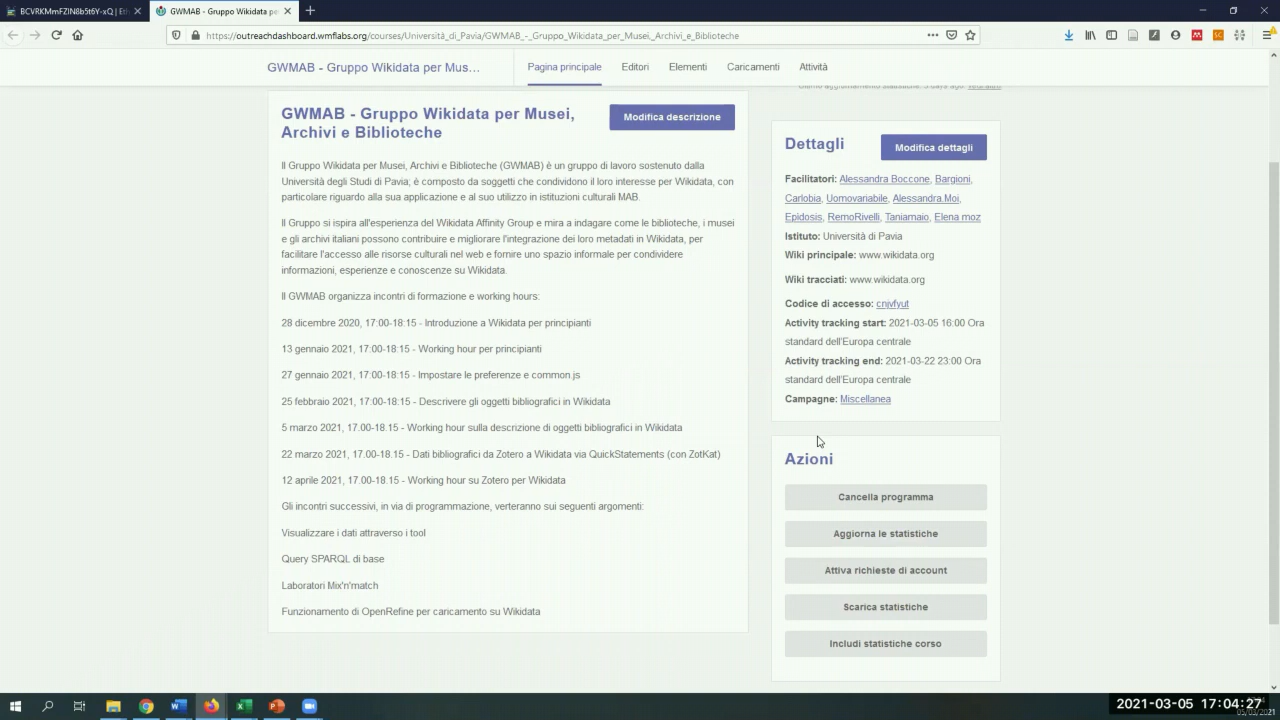 BCVRKMmFZIN8b5t6Y-xQ | Eth
GWMAB - Gruppo Wikidata per
https://outreachdashboard.wmflabs.org/courses/Università_di_Pavia/GWMAB_-_Gruppo_Wikidata_per_Musei,_Archivi_e_Biblioteche
GWMAB - Gruppo Wikidata per Mus...
Pagina principale
Editori
Elementi
Caricamenti
Attività
GWMAB - Gruppo Wikidata per Musei,
Archivi e Biblioteche
Modifica descrizione
Il Gruppo Wikidata per Musei, Archivi e Biblioteche (GWMAB) è un gruppo di lavoro sostenuto dalla
Università degli Studi di Pavia; è composto da soggetti che condividono il loro interesse per Wikidata, con
particolare riguardo alla sua applicazione e al suo utilizzo in istituzioni culturali MAB.
Il Gruppo si ispira all'esperienza del Wikidata Affinity Group e mira a indagare come le biblioteche, i musei
e gli archivi italiani possono contribuire e migliorare l'integrazione dei loro metadati in Wikidata, per
facilitare l'accesso alle risorse culturali nel web e fornire uno spazio informale per condividere
informazioni, esperienze e conoscenze su Wikidata.
Il GWMAB organizza incontri di formazione e working hours:
28 dicembre 2020, 17:00-18:15 - Introduzione a Wikidata per principianti
13 gennaio 2021, 17:00-18:15 - Working hour per principianti
27 gennaio 2021, 17:00-18:15 - Impostare le preferenze e common.js
25 febbraio 2021, 17:00-18:15 - Descrivere gli oggetti bibliografici in Wikidata
5 marzo 2021, 17.00-18.15 - Working hour sulla descrizione di oggetti bibliografici in Wikidata
22 marzo 2021, 17.00-18.15 - Dati bibliografici da Zotero a Wikidata via QuickStatements (con ZotKat)
12 aprile 2021, 17.00-18.15 - Working hour su Zotero per Wikidata
Gli incontri successivi, in via di programmazione, verteranno sui seguenti argomenti:
Visualizzare i dati attraverso i tool
Query SPARQL di base
Laboratori Mix'n'match
Funzionamento di OpenRefine per caricamento su Wikidata
Dettagli
Modifica dettagli
Facilitatori: Alessandra Boccone, Bargioni,
Carlobia, Uomovariabile, Alessandra.Moi,
Epìdosis, RemoRivelli, Taniamaio, Elena moz
Istituto: Università di Pavia
Wiki principale: www.wikidata.org
Wiki tracciati: www.wikidata.org
Codice di accesso: cnjvfyut
Activity tracking start: 2021-03-05 16:00 Ora
standard dell'Europa centrale
Activity tracking end: 2021-03-22 23:00 Ora
standard dell'Europa centrale
Campagne: Miscellanea
Azioni
Cancella programma
Aggiorna le statistiche
Attiva richieste di account
Scarica statistiche
Includi statistiche corso
2021-03-05 17:04:27
05/03/2021